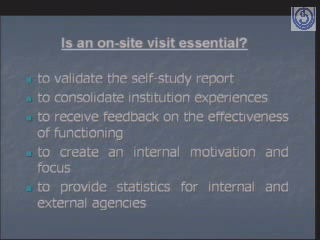 Is an on-site visit essential?
to validate the self-study report
to consolidate institution experiences
to receive feedback on the effectiveness
of functioning
to create an internal motivation and
focus
to provide statistics for internal and
external agencies